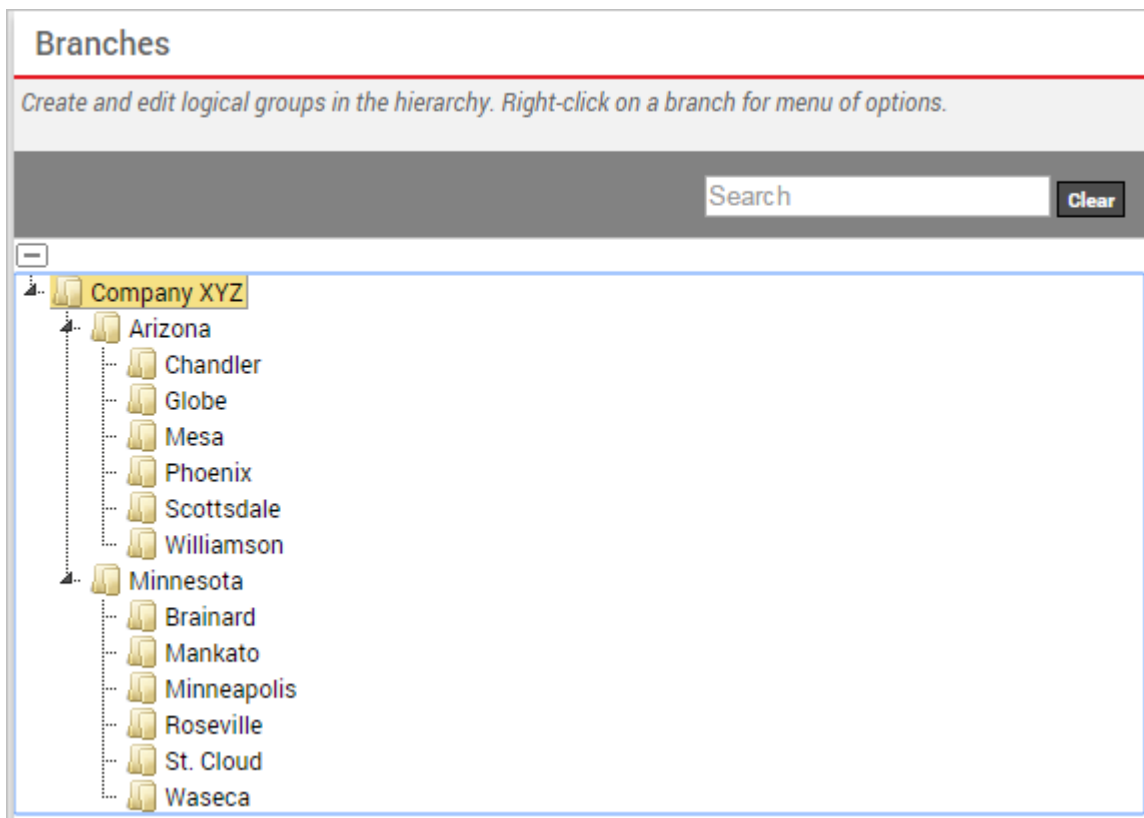 Branches
Create and edit logical groups in the hierarchy. Right-click on a branch for menu of options.
Search
Clear
Company XYZ
Arizona
Chandler
Globe
Mesa
Phoenix
Scottsdale
Williamson
Minnesota
Brainard
Mankato
Minneapolis
Roseville
St. Cloud
Waseca